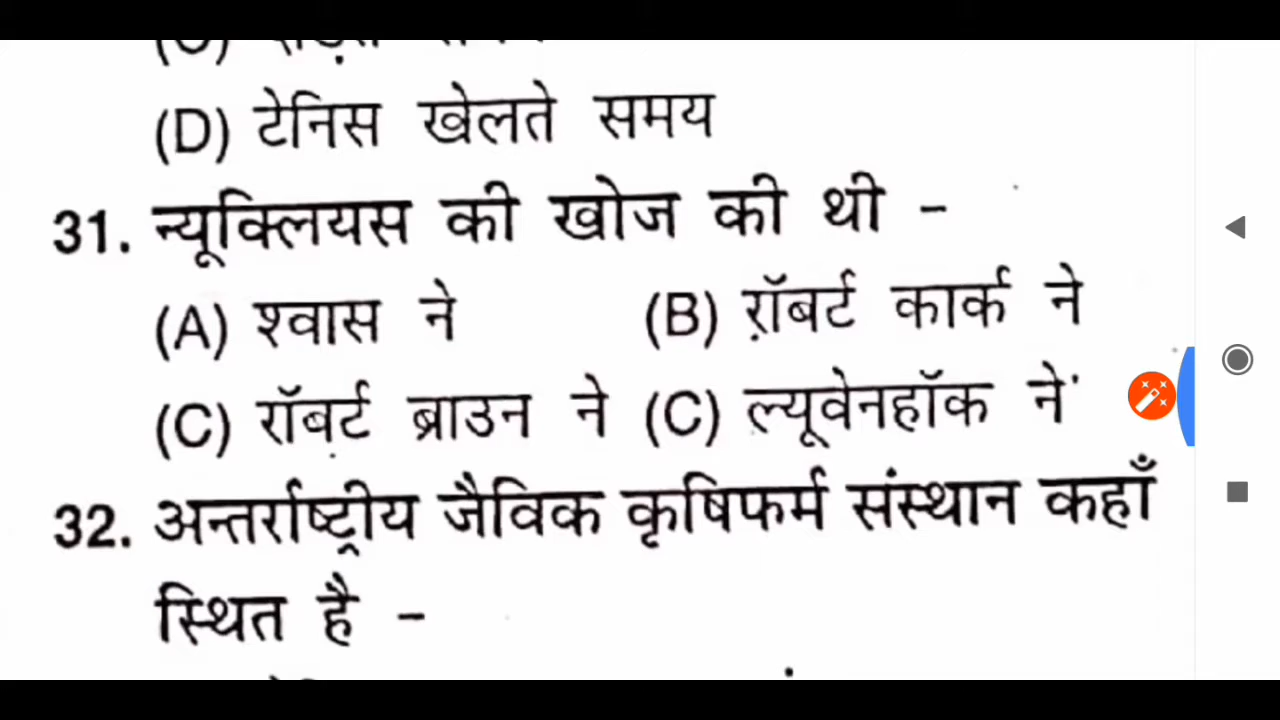 (D) टेनिस खेलते समय
31. न्यूक्लियस की खोज की थी -
(A) श्वास ने (B) रॉबर्ट कार्क ने
(C) रॉबर्ट ब्राउन ने (C) ल्यूवेनहॉक ने
32. अन्तर्राष्ट्रीय जैविक कृषिफर्म संस्थान कहाँ
स्थित है -